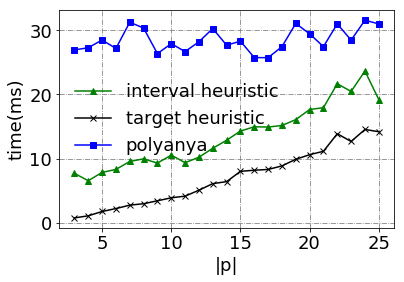 30
20
10
0
time(ms)
interval heuristic
target heuristic
polyanya
5 10 15 20 25
|p|